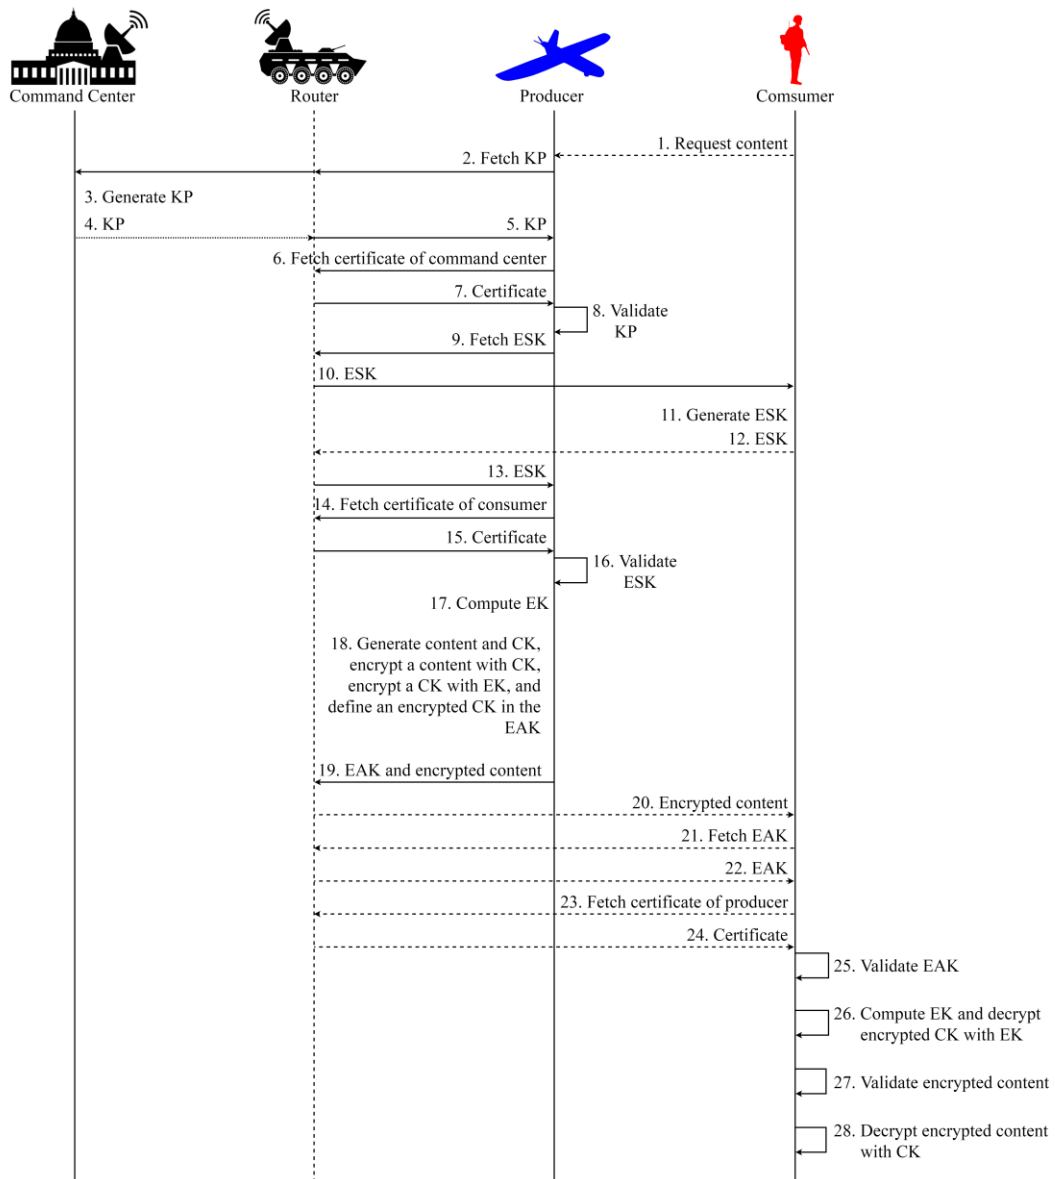 Command Center
Router
Producer
Comsumer
1. Request content
2. Fetch KP
3. Generate KP
4. KP
5. KP
6. Fetch certificate of command center
7. Certificate
8. Validate
KP
9. Fetch ESK
10. ESK
11. Generate ESK
12. ESK
13. ESK
14. Fetch certificate of consumer
15. Certificate
16. Validate
ESK
17. Compute EK
18. Generate content and CK,
encrypt a content with CK,
encrypt a CK with EK, and
define an encrypted CK in the
EAK
19. EAK and encrypted content
20. Encrypted content
21. Fetch EAK
22. EAK
23. Fetch certificate of producer
24. Certificate
25. Validate EAK
26. Compute EK and decrypt
encrypted CK with EK
27. Validate encrypted content
28. Decrypt encrypted content
with CK